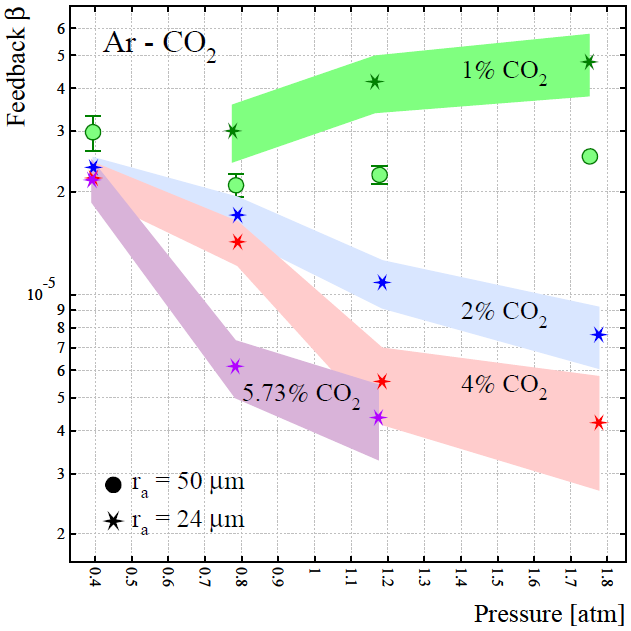 Feedback β
Ar - CO2
6
5
4
3
2
10-5
9
8
7
6
5
4
3
2
1% CO2
2% CO2
4% CO2
5.73% CO2
ra = 50 μm
ra = 24 μm
0.4 0.5 0.6 0.7 0.8 0.9 1 1.1 1.2 1.3 1.4 1.5 1.6 1.7 1.8
Pressure [atm]